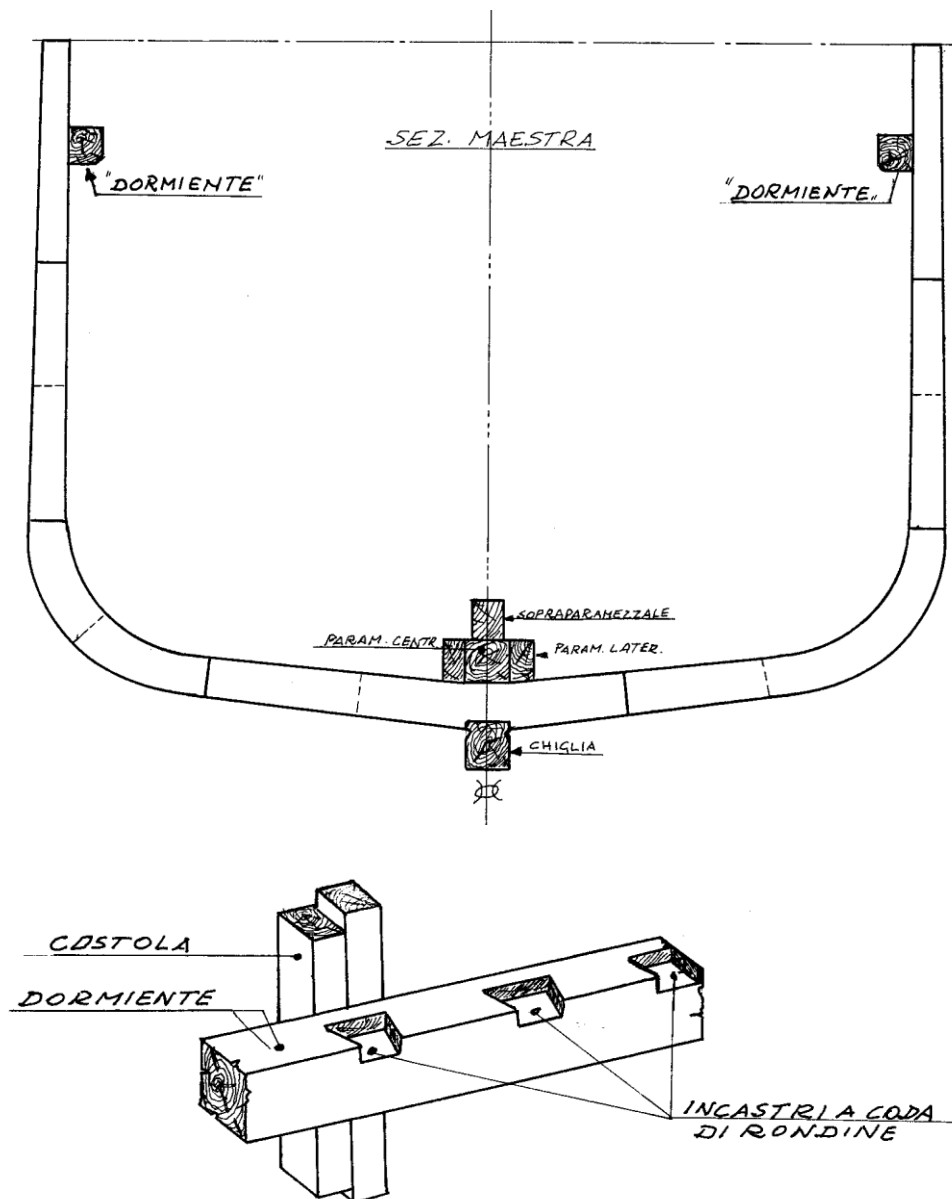 SEZ. MAESTRA
"DORMIENTE"
"DORMIENTE"
SOPRAPARAMEZZALE
PARAM. CENTR.
PARAM. LATER.
CHIGLIA
COSTOLA
DORMIENTE
INCASTRI A CODA
DI RONDINE